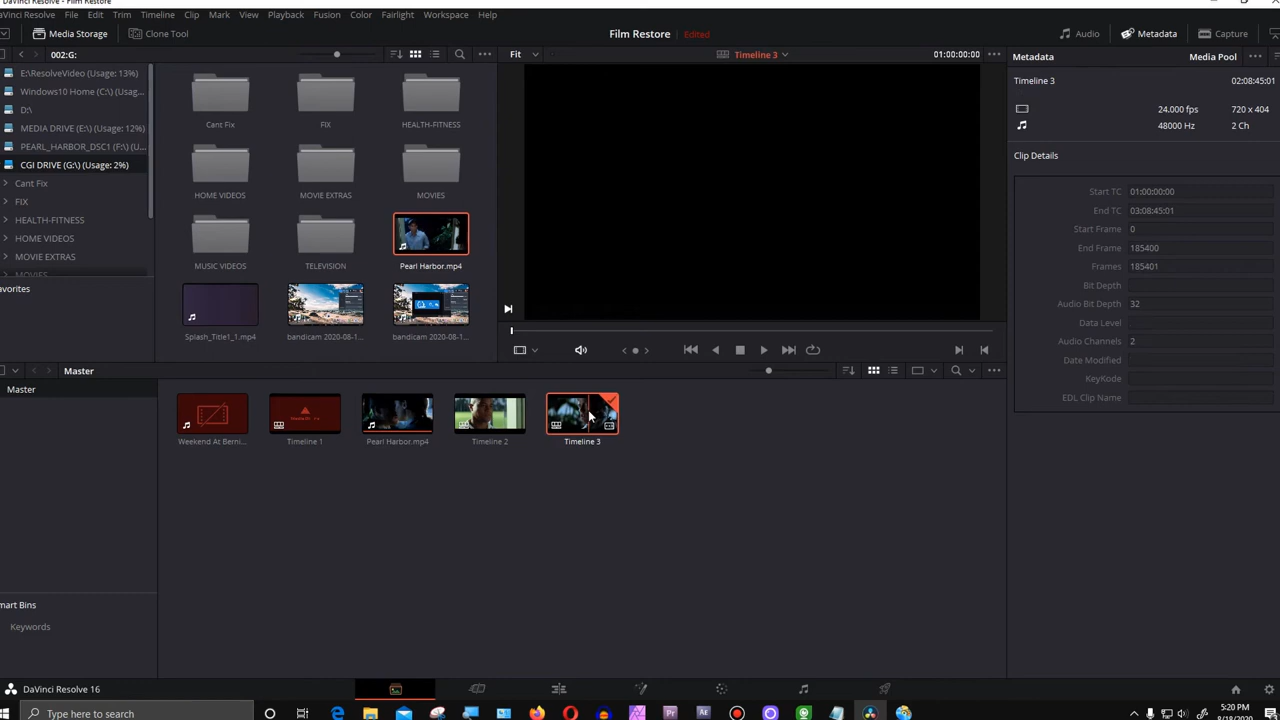 DaVinci Resolve - Film Restore
aVinci Resolve File Edit Trim Timeline Clip Mark View Playback Fusion Color Fairlight Workspace Help
Media Storage Clone Tool Film Restore Edited Audio Metadata Capture
002:G: Fit Timeline 3 01:00:00:00 Metadata Media Pool
E:\ResolveVideo (Usage: 13%)
Windows10 Home (C:\) (Usag...
D:\
MEDIA DRIVE (E:\) (Usage: 12%)
PEARL_HARBOR_DSC1 (F:\) (U...
CGI DRIVE (G:\) (Usage: 2%)
Cant Fix
FIX
HEALTH-FITNESS
HOME VIDEOS
MOVIE EXTRAS
MOVIES
avorites
Cant Fix FIX HEALTH-FITNESS
HOME VIDEOS MOVIE EXTRAS MOVIES
MUSIC VIDEOS TELEVISION Pearl Harbor.mp4
Splash_Title1_1.mp4 bandicam 2020-08-1... bandicam 2020-08-1...
Timeline 3 02:08:45:01
24.000 fps 720 x 404
48000 Hz 2 Ch
Clip Details
Start TC 01:00:00:00
End TC 03:08:45:01
Start Frame 0
End Frame 185400
Frames 185401
Bit Depth
Audio Bit Depth 32
Data Level
Audio Channels 2
Date Modified
KeyKode
EDL Clip Name
Master
Master
Weekend At Berni... Timeline 1 Pearl Harbor.mp4 Timeline 2 Timeline 3
mart Bins
Keywords
DaVinci Resolve 16
Type here to search
Pr Ae
5:20 PM
8/18/2020